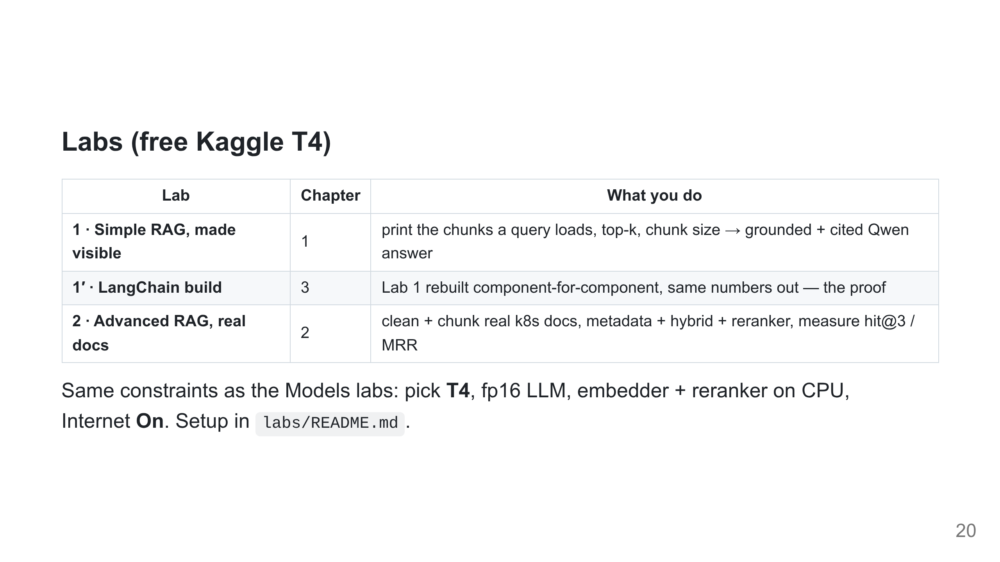 Labs (free Kaggle T4)
Lab Chapter What you do
1 · Simple RAG, made
visible
1
print the chunks a query loads, top-k, chunk size → grounded + cited Qwen
answer
1′ · LangChain build
3
Lab 1 rebuilt component-for-component, same numbers out — the proof
2 · Advanced RAG, real
docs
2
clean + chunk real k8s docs, metadata + hybrid + reranker, measure hit@3 /
MRR
Same constraints as the Models labs: pick T4, fp16 LLM, embedder + reranker on CPU,
Internet On. Setup in labs/README.md.
20